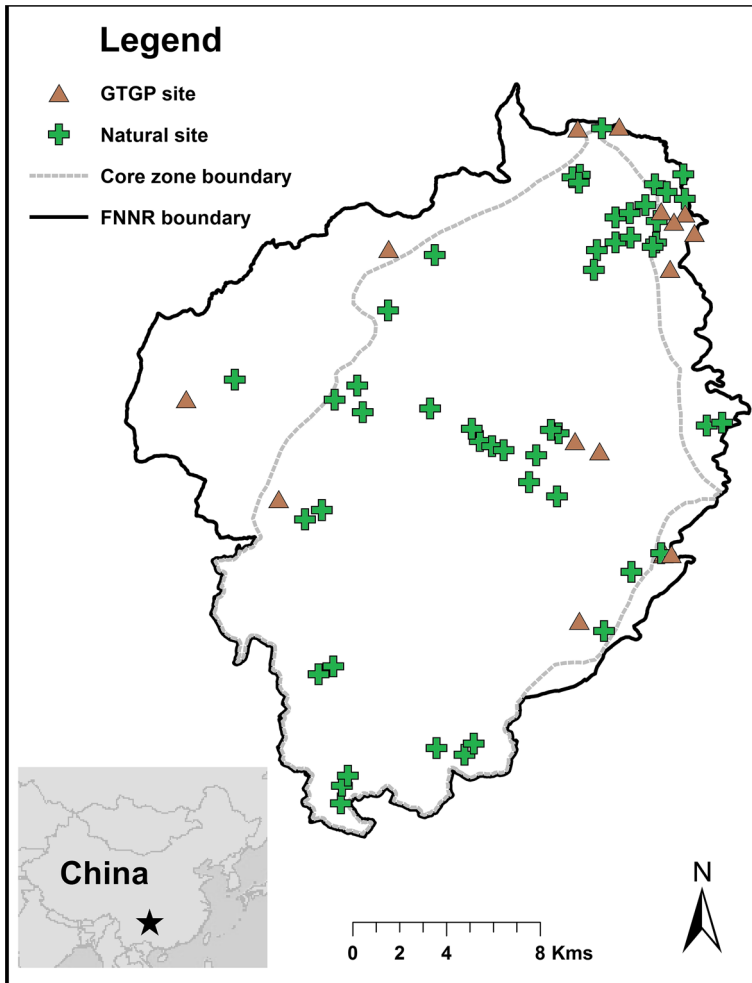 Legend
GTGP site
Natural site
Core zone boundary
FNNR boundary
China
N
0 2 4 8 Kms